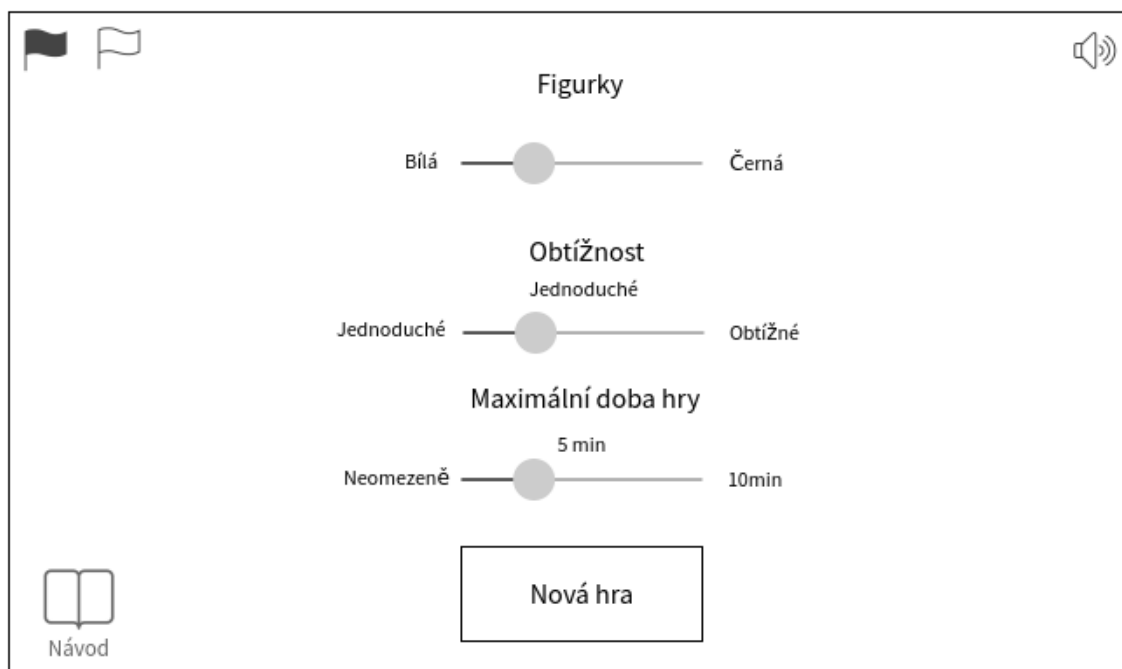 Figurky
Bílá
Černá
Obtížnost
Jednoduché
Jednoduché
Obtížné
Maximální doba hry
5 min
Neomezeně
10min
Nová hra
Návod